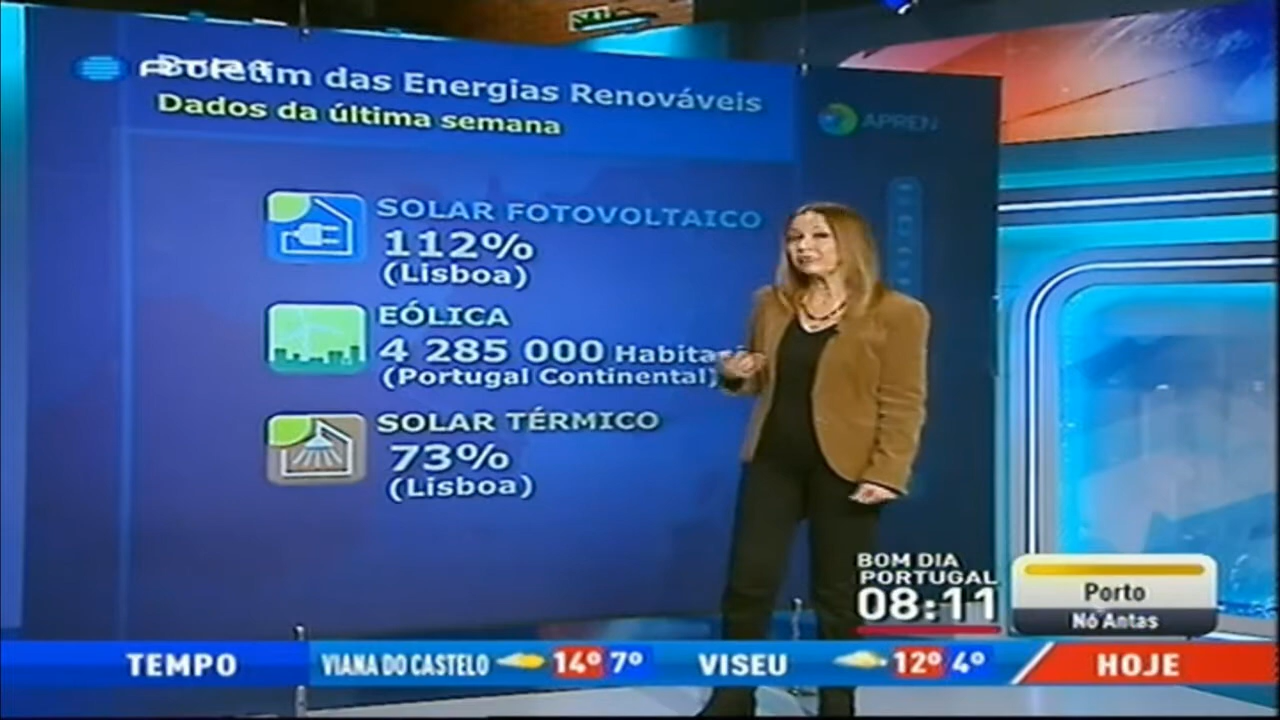 Boletim das Energias Renováveis
Dados da última semana
APREN
SOLAR FOTOVOLTAICO
112%
(Lisboa)
EÓLICA
4 285 000 Habita
(Portugal Continental)
SOLAR TÉRMICO
73%
(Lisboa)
BOM DIA
PORTUGAL
08:11
Porto
Nó Antas
TEMPO VIANA DO CASTELO 14º 7º VISEU 12º 4º HOJE